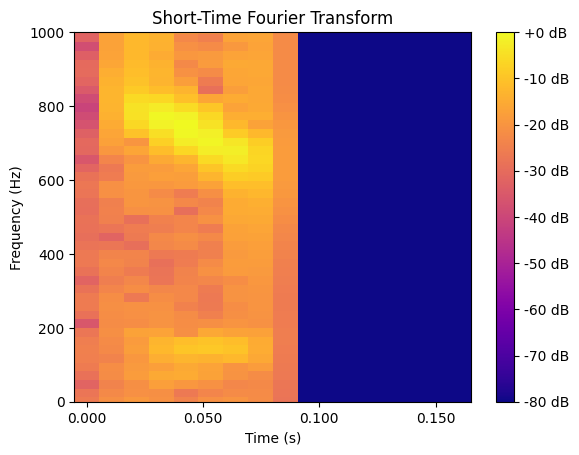 Short-Time Fourier Transform
Frequency (Hz)
1000
800
600
400
200
0
0.000
0.050
0.100
0.150
Time (s)
+0 dB
-10 dB
-20 dB
-30 dB
-40 dB
-50 dB
-60 dB
-70 dB
-80 dB